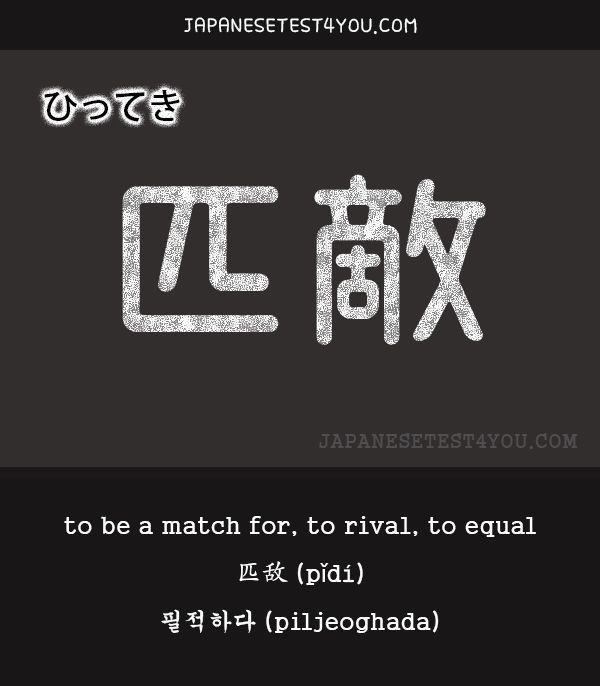 JAPANESETEST4YOU.COM
ひってき
匹敵
JAPANESETEST4YOU.COM
to be a match for, to rival, to equal
匹敌 (pǐdí)
필적하다 (piljeoghada)